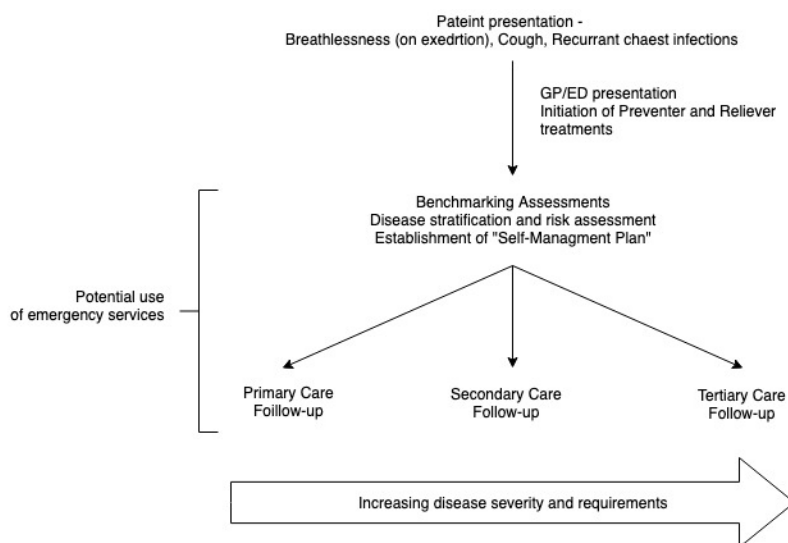 Pateint presentation -
Breathlessness (on exedrtion), Cough, Recurrant chaest infections
GP/ED presentation
Initiation of Preventer and Reliever
treatments
Benchmarking Assessments
Disease stratification and risk assessment
Establishment of "Self-Managment Plan"
Potential use
of emergency services
Primary Care
Foillow-up
Secondary Care
Follow-up
Tertiary Care
Follow-up
Increasing disease severity and requirements